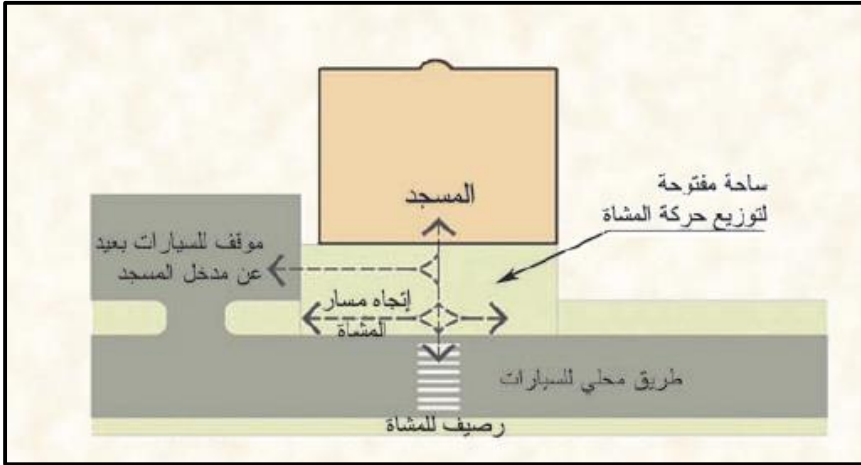 المسجد
ساحة مفتوحة
لتوزيع حركة المشاة
موقف للسيارات بعيد
عن مدخل المسجد
إتجاه مسار
المشاة
طريق محلي للسيارات
رصيف للمشاة